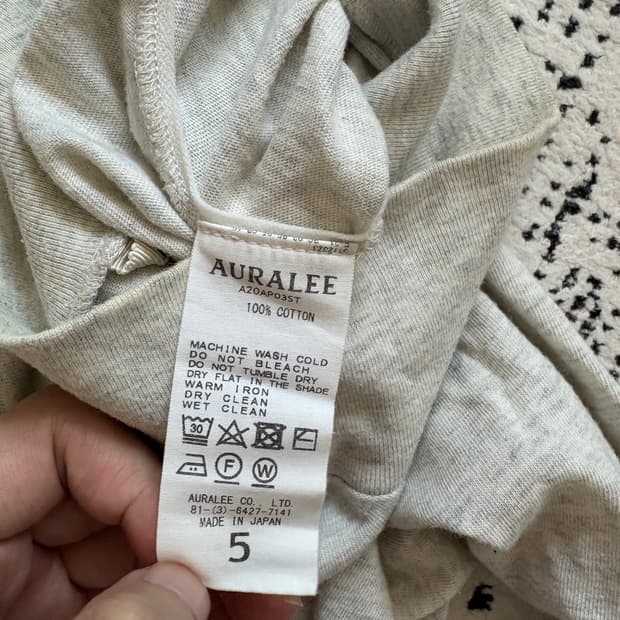 AURALEE
A20AP03ST
100% COTTON
MACHINE WASH COLD
DO NOT BLEACH
DO NOT TUMBLE DRY
DRY FLAT IN THE SHADE
WARM IRON
DRY CLEAN
WET CLEAN
30
F W
AURALEE CO., LTD.
81-(3)-6427-7141
MADE IN JAPAN
5